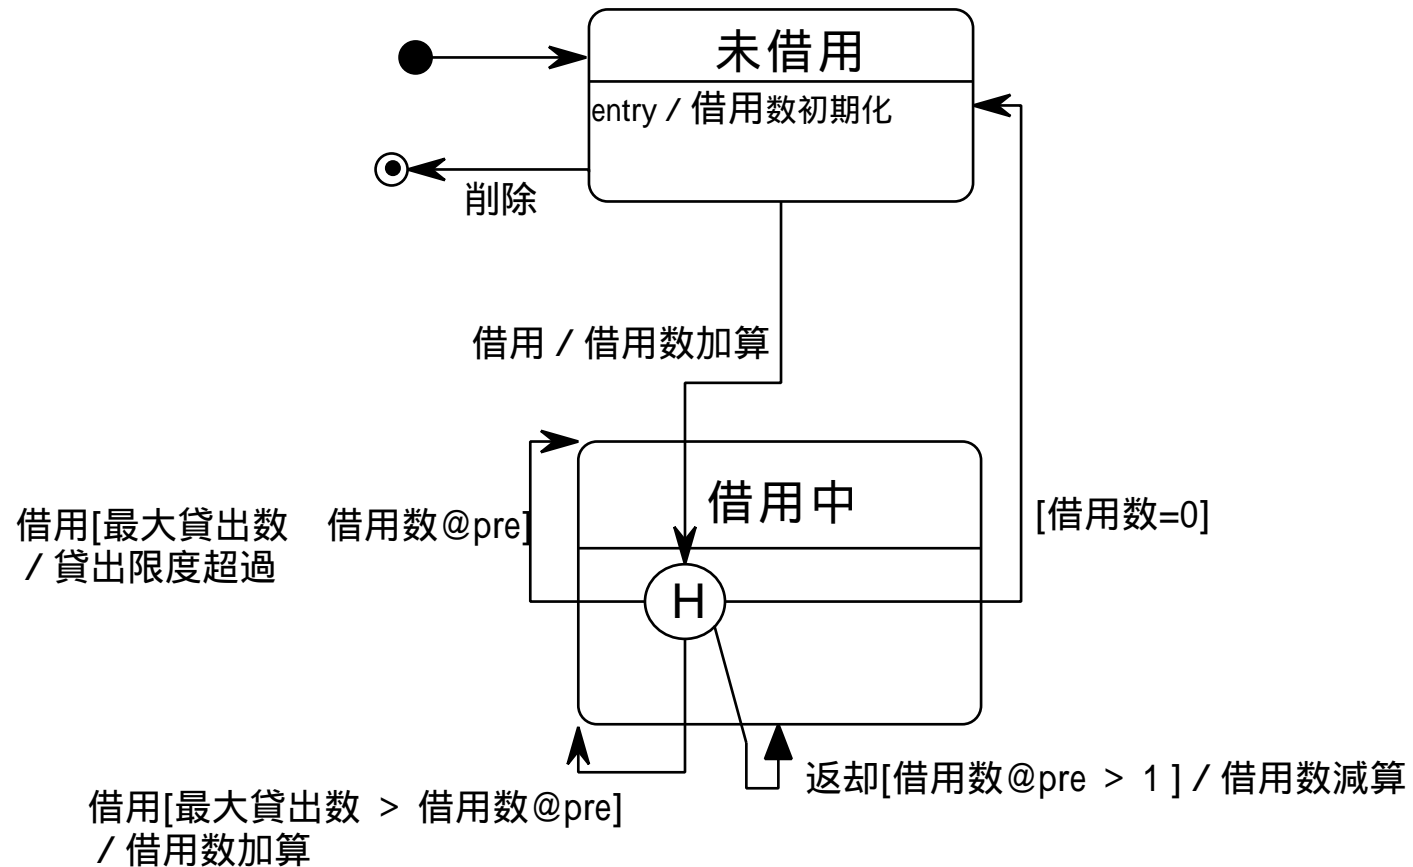 未借用
entry / 借用数初期化
削除
借用 / 借用数加算
借用中
[借用数=0]
借用[最大貸出数　借用数@pre]
/ 貸出限度超過
H
返却[借用数@pre > 1 ] / 借用数減算
借用[最大貸出数 > 借用数@pre]
/ 借用数加算